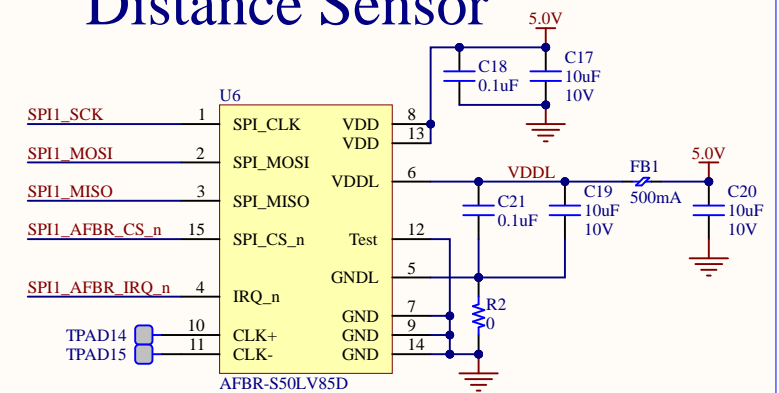 Distance Sensor
5.0V
C18
0.1uF
C17
10uF
10V
U6
SPI1_SCK 1 SPI_CLK VDD 8
VDD 13
SPI1_MOSI 2 SPI_MOSI
VDDL 6 VDDL FB1 500mA 5.0V
C21
0.1uF
C19
10uF
10V
C20
10uF
10V
SPI1_MISO 3 SPI_MISO
SPI1_AFBR_CS_n 15 SPI_CS_n Test 12
GNDL 5
SPI1_AFBR_IRQ_n 4 IRQ_n
R2
0
GND 7
TPAD14 10 CLK+ GND 9
TPAD15 11 CLK- GND 14
AFBR-S50LV85D